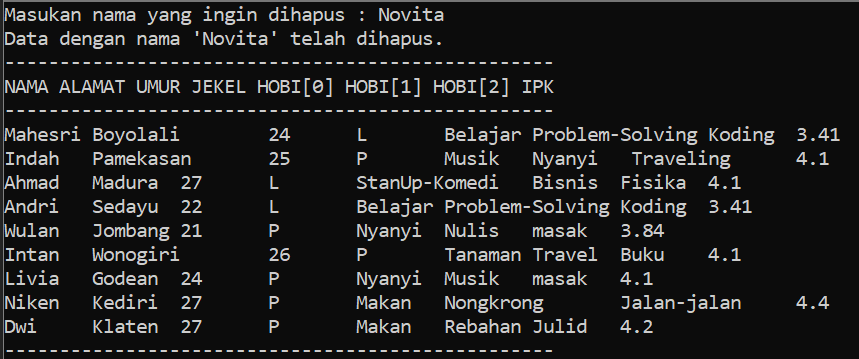 Masukan nama yang ingin dihapus : Novita
Data dengan nama 'Novita' telah dihapus.
--------------------------------------------------
NAMA ALAMAT UMUR JEKEL HOBI[0] HOBI[1] HOBI[2] IPK
--------------------------------------------------
Mahesri Boyolali        24      L       Belajar Problem-Solving Koding  3.41
Indah   Pamekasan       25      P       Musik   Nyanyi   Traveling      4.1
Ahmad   Madura  27      L       StanUp-Komedi   Bisnis  Fisika  4.1
Andri   Sedayu  22      L       Belajar Problem-Solving Koding  3.41
Wulan   Jombang 21      P       Nyanyi  Nulis   masak   3.84
Intan   Wonogiri        26      P       Tanaman Travel  Buku    4.1
Livia   Godean  24      P       Nyanyi  Musik   masak   4.1
Niken   Kediri  27      P       Makan   Nongkrong       Jalan-jalan     4.4
Dwi     Klaten  27      P       Makan   Rebahan Julid   4.2
--------------------------------------------------